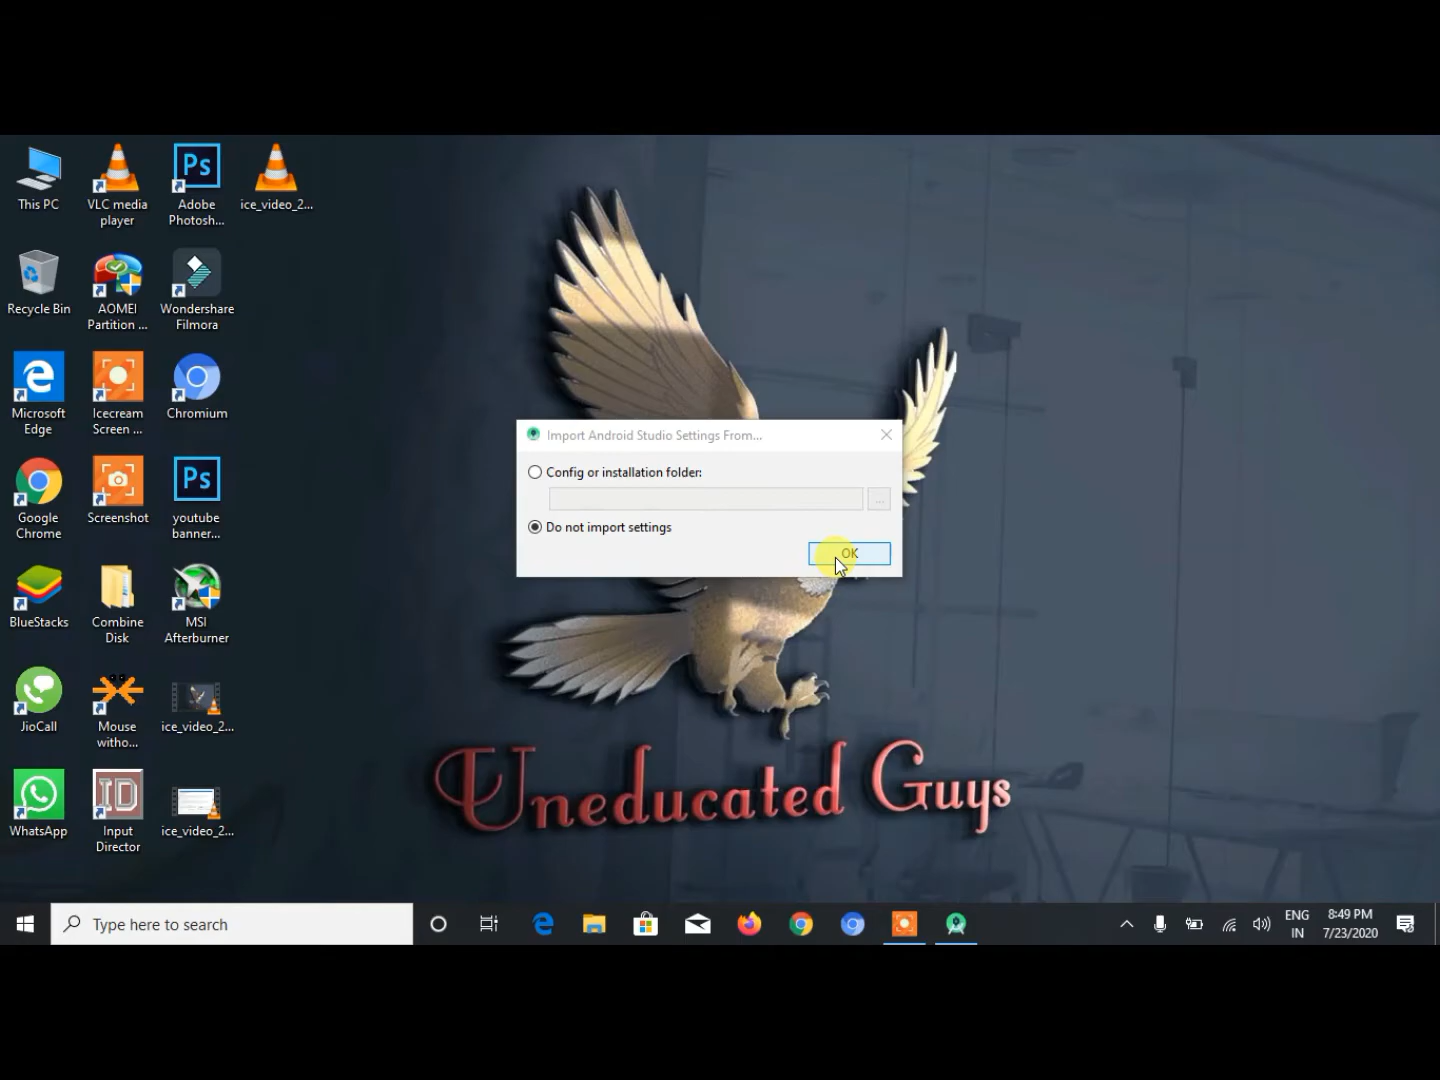 This PC
VLC media
player
Adobe
Photosh...
ice_video_2...
Recycle Bin
AOMEI
Partition ...
Wondershare
Filmora
Microsoft
Edge
Icecream
Screen ...
Chromium
Google
Chrome
Screenshot
youtube
banner...
BlueStacks
Combine
Disk
MSI
Afterburner
JioCall
Mouse
witho...
ice_video_2...
WhatsApp
Input
Director
ice_video_2...
Ps
Ps
ID
Import Android Studio Settings From...
Config or installation folder:
...
Do not import settings
OK
Uneducated Guys
Type here to search
ENG
IN
8:49 PM
7/23/2020